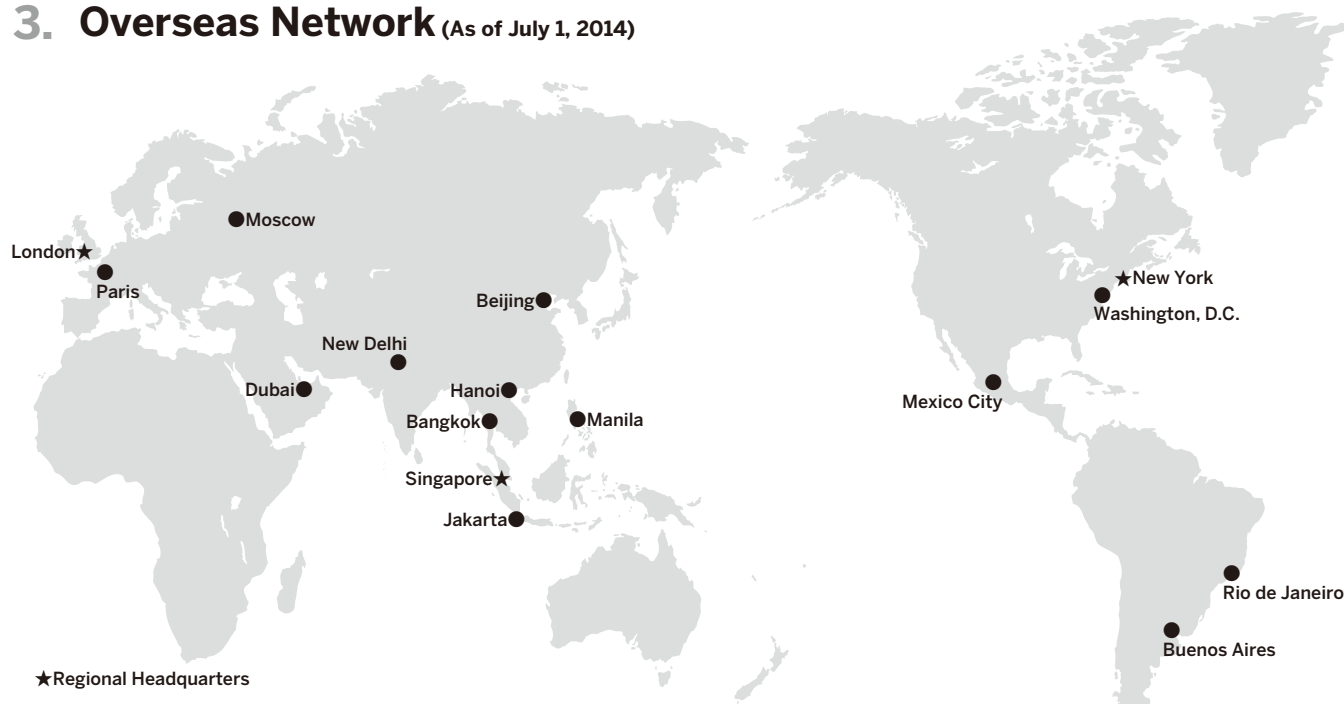 3. Overseas Network (As of July 1, 2014)
Moscow
London★
Paris
Beijing
New Delhi
Dubai
Hanoi
Bangkok
Manila
Singapore★
Jakarta
★New York
Washington, D.C.
Mexico City
Rio de Janeiro
Buenos Aires
★Regional Headquarters